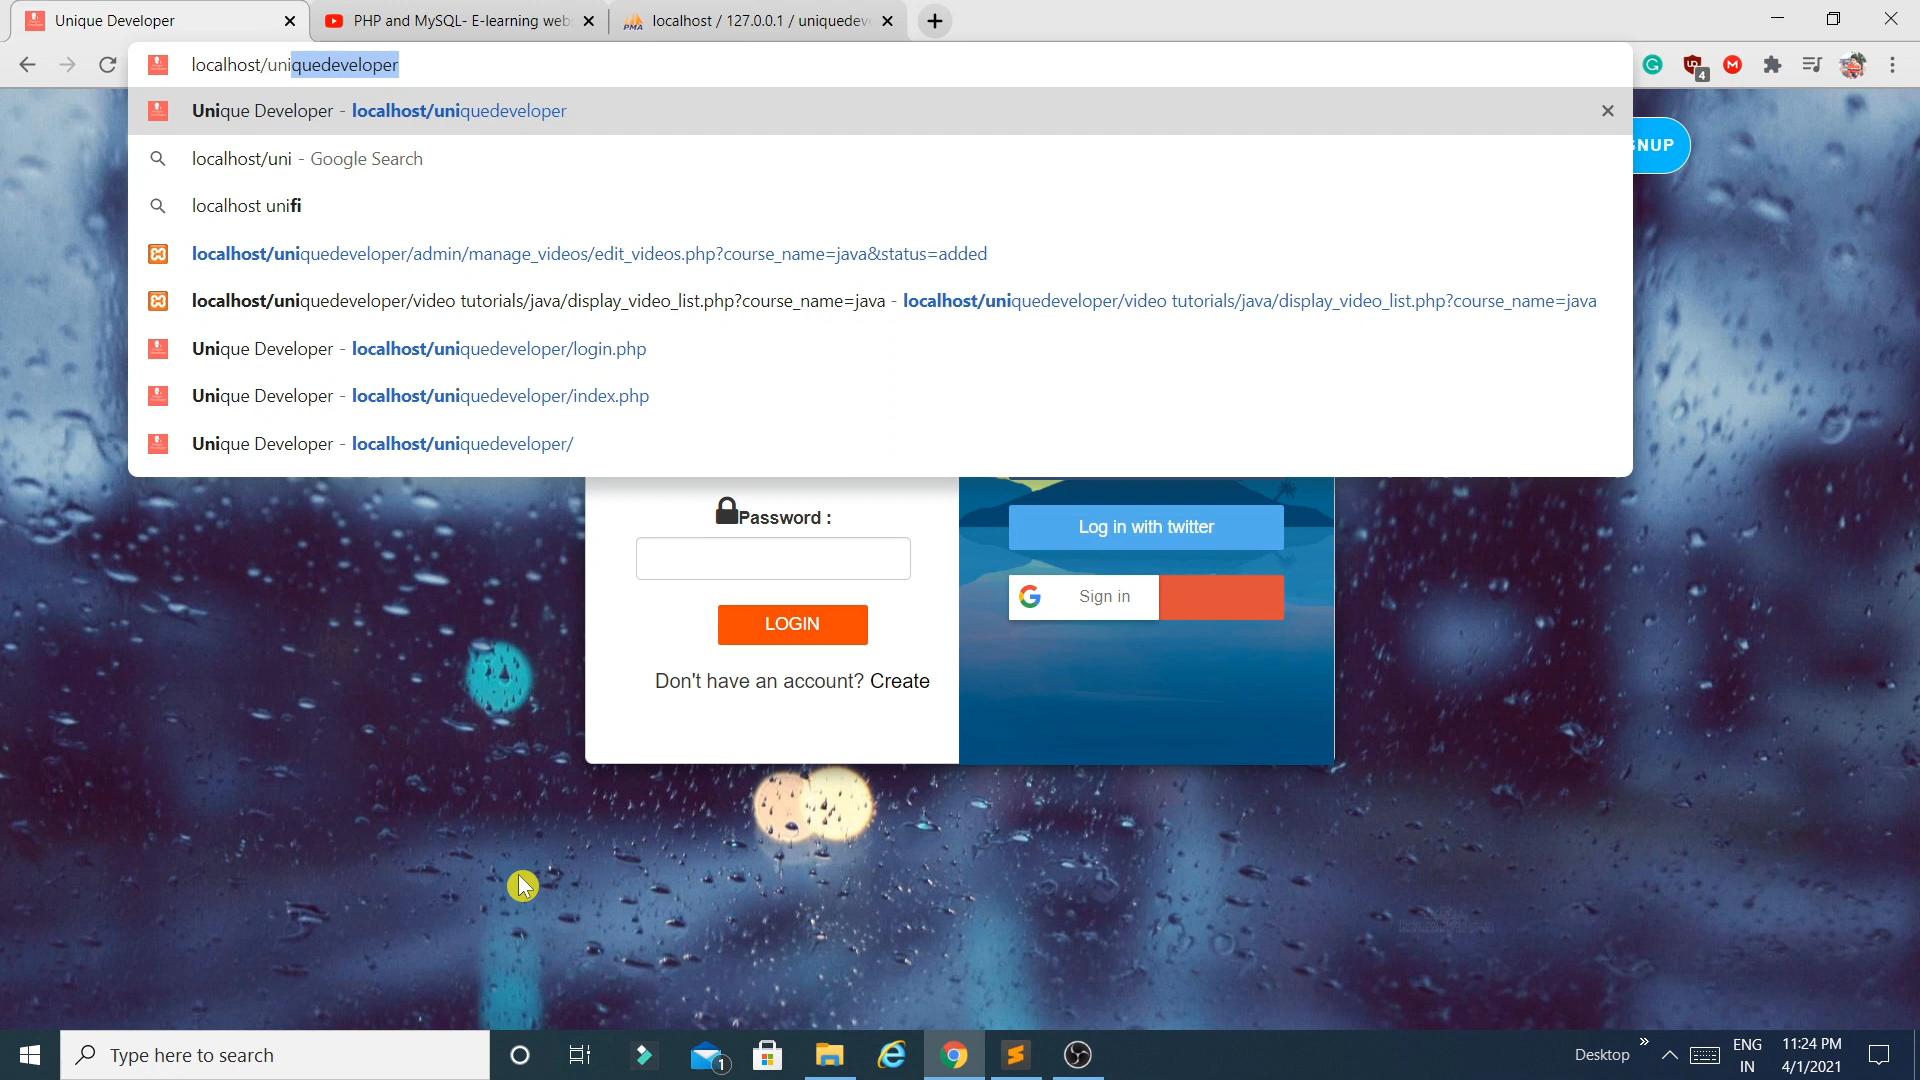 Unique Developer
PHP and MySQL- E-learning web
localhost / 127.0.0.1 / uniquedev
localhost/uniquedeveloper
4
Unique Developer - localhost/uniquedeveloper
localhost/uni - Google Search
localhost unifi
localhost/uniquedeveloper/admin/manage_videos/edit_videos.php?course_name=java&status=added
localhost/uniquedeveloper/video tutorials/java/display_video_list.php?course_name=java - localhost/uniquedeveloper/video tutorials/java/display_video_list.php?course_name=java
Unique Developer - localhost/uniquedeveloper/login.php
Unique Developer - localhost/uniquedeveloper/index.php
Unique Developer - localhost/uniquedeveloper/
GNUP
Password :
LOGIN
Don't have an account? Create
Log in with twitter
Sign in
Type here to search
1
Desktop
ENG
IN
11:24 PM
4/1/2021